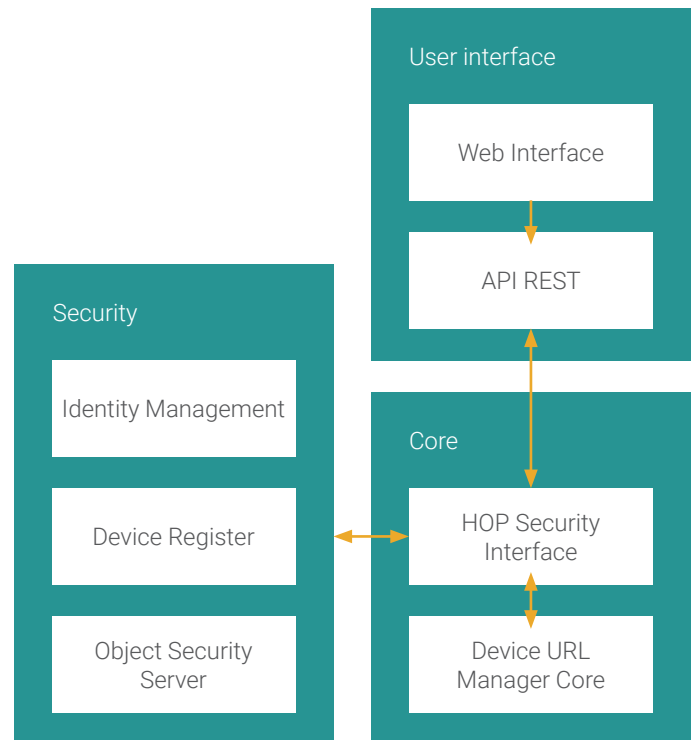 User interface
Web Interface
API REST
Security
Identity Management
Device Register
Object Security
Server
Core
HOP Security
Interface
Device URL
Manager Core